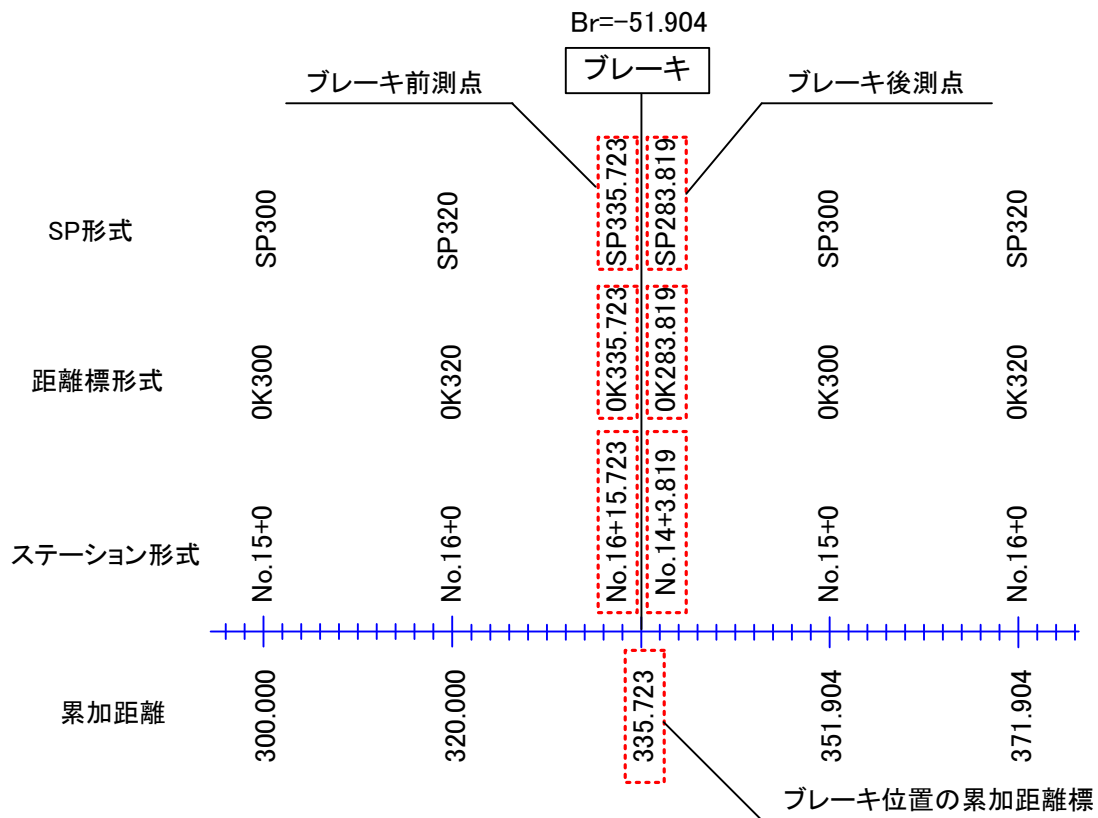 Br=-51.904
ブレーキ
ブレーキ前測点
ブレーキ後測点
SP形式
SP300
SP320
SP335.723
SP283.819
SP300
SP320
距離標形式
0K300
0K320
0K335.723
0K283.819
0K300
0K320
ステーション形式
No.15+0
No.16+0
No.16+15.723
No.14+3.819
No.15+0
No.16+0
累加距離
300.000
320.000
335.723
351.904
371.904
ブレーキ位置の累加距離標